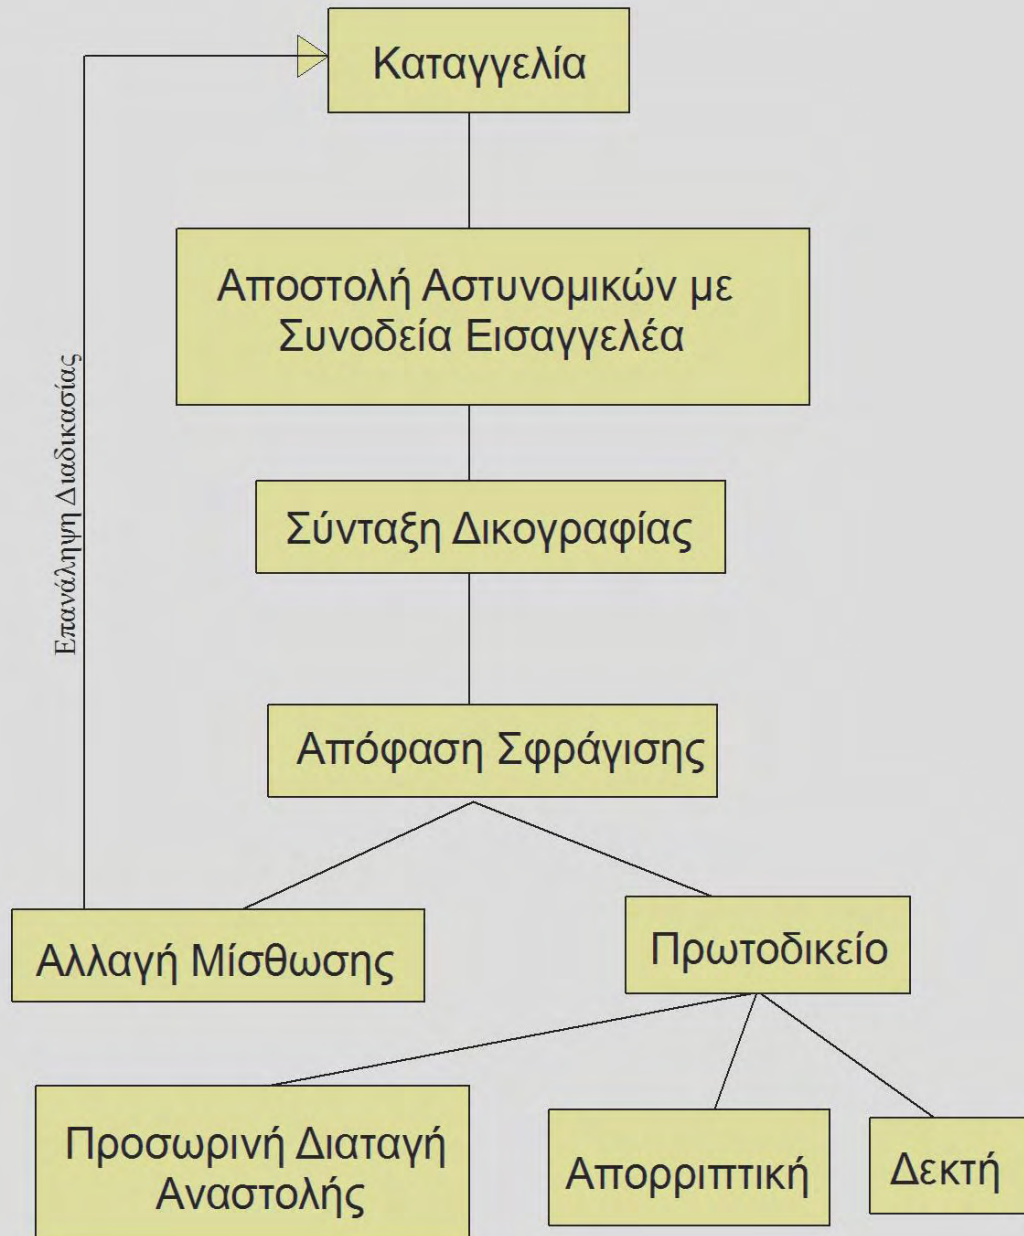 Καταγγελία
Αποστολή Αστυνομικών με
Συνοδεία Εισαγγελέα
Επανάληψη Διαδικασίας
Σύνταξη Δικογραφίας
Απόφαση Σφράγισης
Αλλαγή Μίσθωσης
Πρωτοδικείο
Προσωρινή Διαταγή
Αναστολής
Απορριπτική
Δεκτή